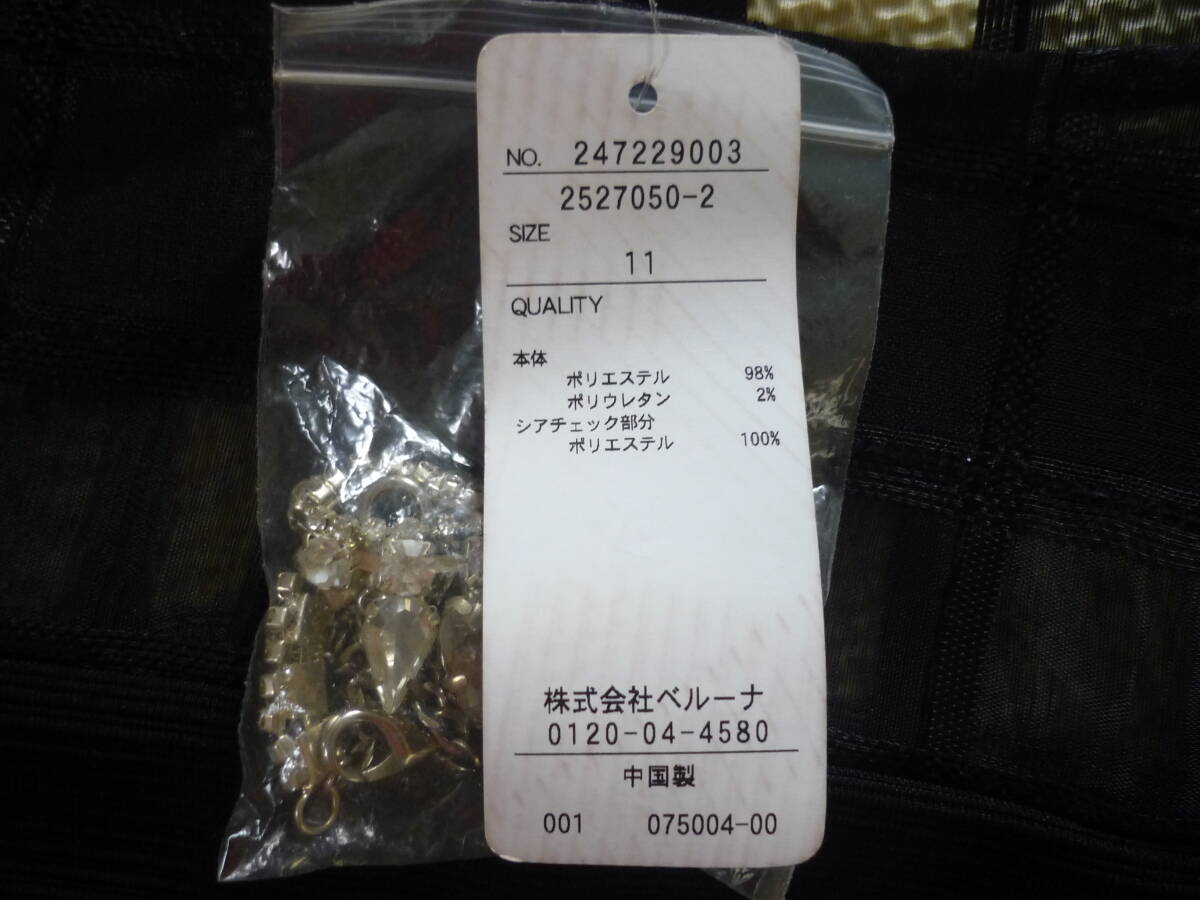 NO. 247229003
2527050-2
SIZE
11
QUALITY
本体
ポリエステル 98%
ポリウレタン 2%
シアチェック部分
ポリエステル 100%
株式会社ベルーナ
0120-04-4580
中国製
001 075004-00